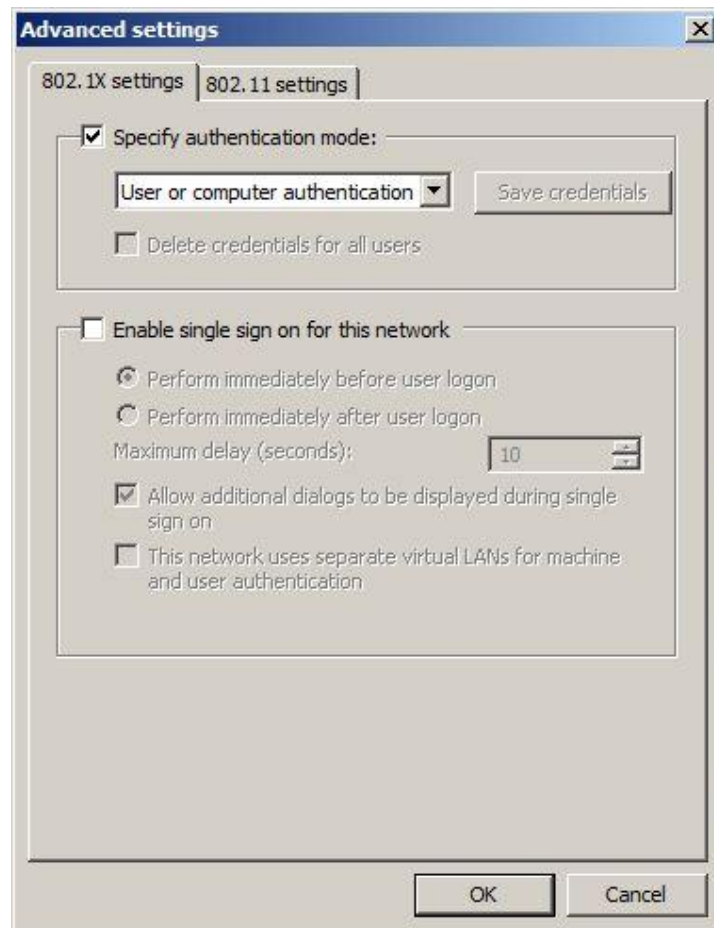 Advanced settings
802.1X settings
802.11 settings
Specify authentication mode:
User or computer authentication
Save credentials
Delete credentials for all users
Enable single sign on for this network
Perform immediately before user logon
Perform immediately after user logon
Maximum delay (seconds):
10
Allow additional dialogs to be displayed during single
sign on
This network uses separate virtual LANs for machine
and user authentication
OK
Cancel